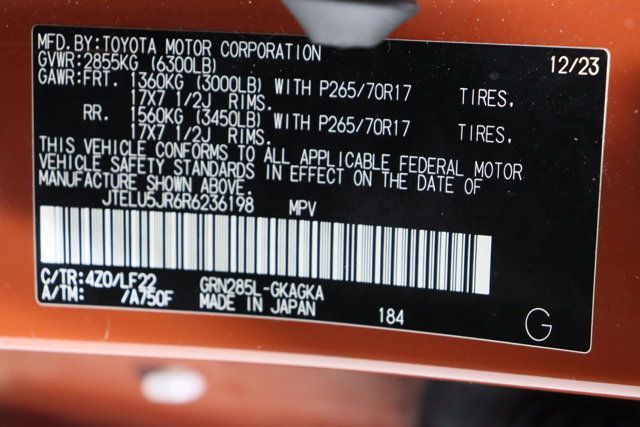 MFD.BY:TOYOTA MOTOR CORPORATION 12/23
GVWR:2855KG (6300LB)
GAWR:FRT. 1360KG (3000LB) WITH P265/70R17 TIRES,
17X7 1/2J RIMS.
RR. 1560KG (3450LB) WITH P265/70R17 TIRES,
17X7 1/2J RIMS.
THIS VEHICLE CONFORMS TO ALL APPLICABLE FEDERAL MOTOR
VEHICLE SAFETY STANDARDS IN EFFECT ON THE DATE OF
MANUFACTURE SHOWN ABOVE.
JTELU5JR6R6236198 MPV
C/TR:4Z0/LF22 GRN285L-GKAGKA
A/TM: /A750F MADE IN JAPAN 184 G